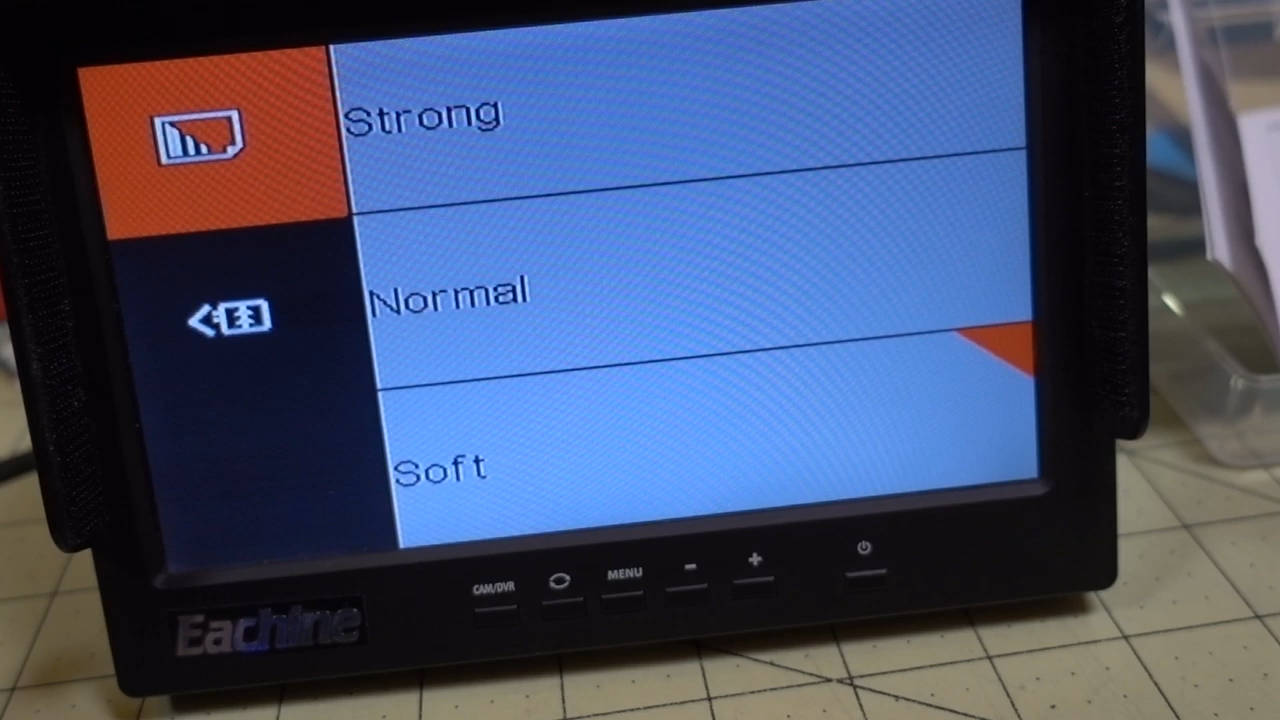 Strong
Normal
Soft
CAM/DVR
MENU
-
+
Eachine